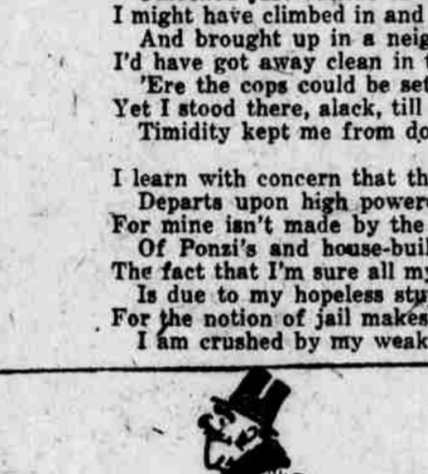 I might have climbed in and
And brought up in a neig
I'd have got away clean in t
'Ere the cops could be set
Yet I stood there, alack, till
Timidity kept me from do
I learn with concern that th
Departs upon high powere
For mine isn't made by the
Of Ponzi's and house-buil
The fact that I'm sure all my
Is due to my hopeless stu
For the notion of jail makes
I am crushed by my weak